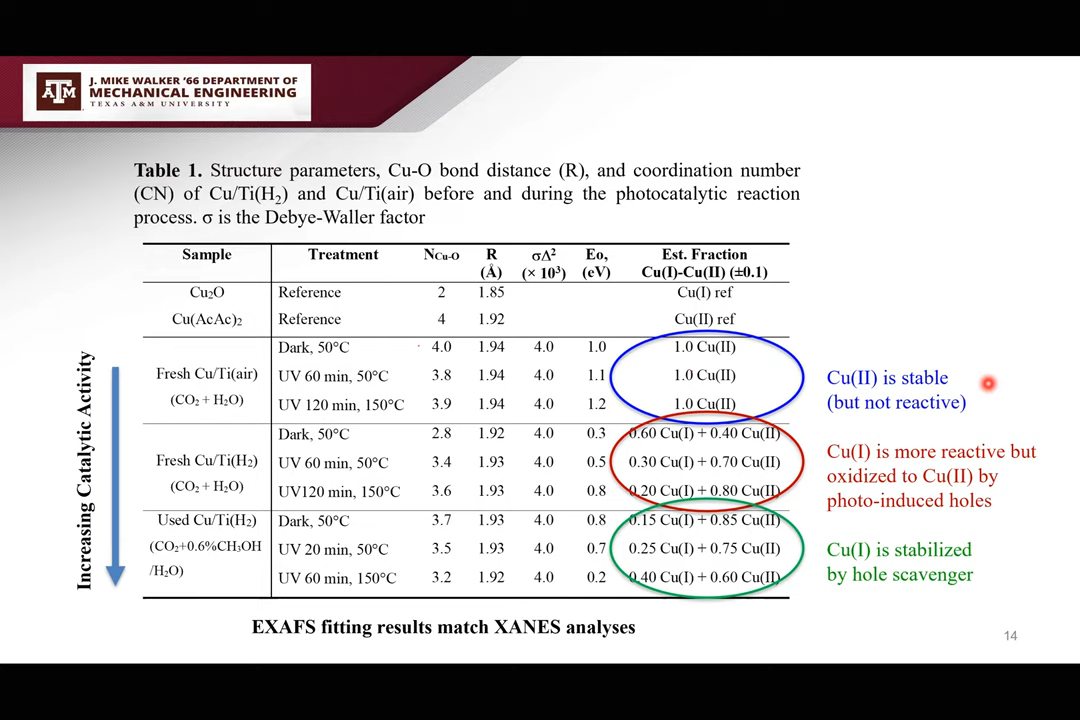 J. MIKE WALKER '66 DEPARTMENT OF
MECHANICAL ENGINEERING
TEXAS A&M UNIVERSITY
Table 1. Structure parameters, Cu-O bond distance (R), and coordination number
(CN) of Cu/Ti(H2) and Cu/Ti(air) before and during the photocatalytic reaction
process. σ is the Debye-Waller factor
Sample Treatment NCu-O R (Å) σΔ² (× 10³) Eo, (eV) Est. Fraction Cu(I)-Cu(II) (±0.1)
Cu2O Reference 2 1.85 Cu(I) ref
Cu(AcAc)2 Reference 4 1.92 Cu(II) ref
Dark, 50°C 4.0 1.94 4.0 1.0 1.0 Cu(II)
Fresh Cu/Ti(air) UV 60 min, 50°C 3.8 1.94 4.0 1.1 1.0 Cu(II)
(CO2 + H2O) UV 120 min, 150°C 3.9 1.94 4.0 1.2 1.0 Cu(II)
Dark, 50°C 2.8 1.92 4.0 0.3 0.60 Cu(I) + 0.40 Cu(II)
Fresh Cu/Ti(H2) UV 60 min, 50°C 3.4 1.93 4.0 0.5 0.30 Cu(I) + 0.70 Cu(II)
(CO2 + H2O) UV120 min, 150°C 3.6 1.93 4.0 0.8 0.20 Cu(I) + 0.80 Cu(II)
Used Cu/Ti(H2) Dark, 50°C 3.7 1.93 4.0 0.8 0.15 Cu(I) + 0.85 Cu(II)
(CO2+0.6%CH3OH UV 20 min, 50°C 3.5 1.93 4.0 0.7 0.25 Cu(I) + 0.75 Cu(II)
/H2O) UV 60 min, 150°C 3.2 1.92 4.0 0.2 0.40 Cu(I) + 0.60 Cu(II)
Increasing Catalytic Activity
Cu(II) is stable
(but not reactive)
Cu(I) is more reactive but
oxidized to Cu(II) by
photo-induced holes
Cu(I) is stabilized
by hole scavenger
EXAFS fitting results match XANES analyses
14